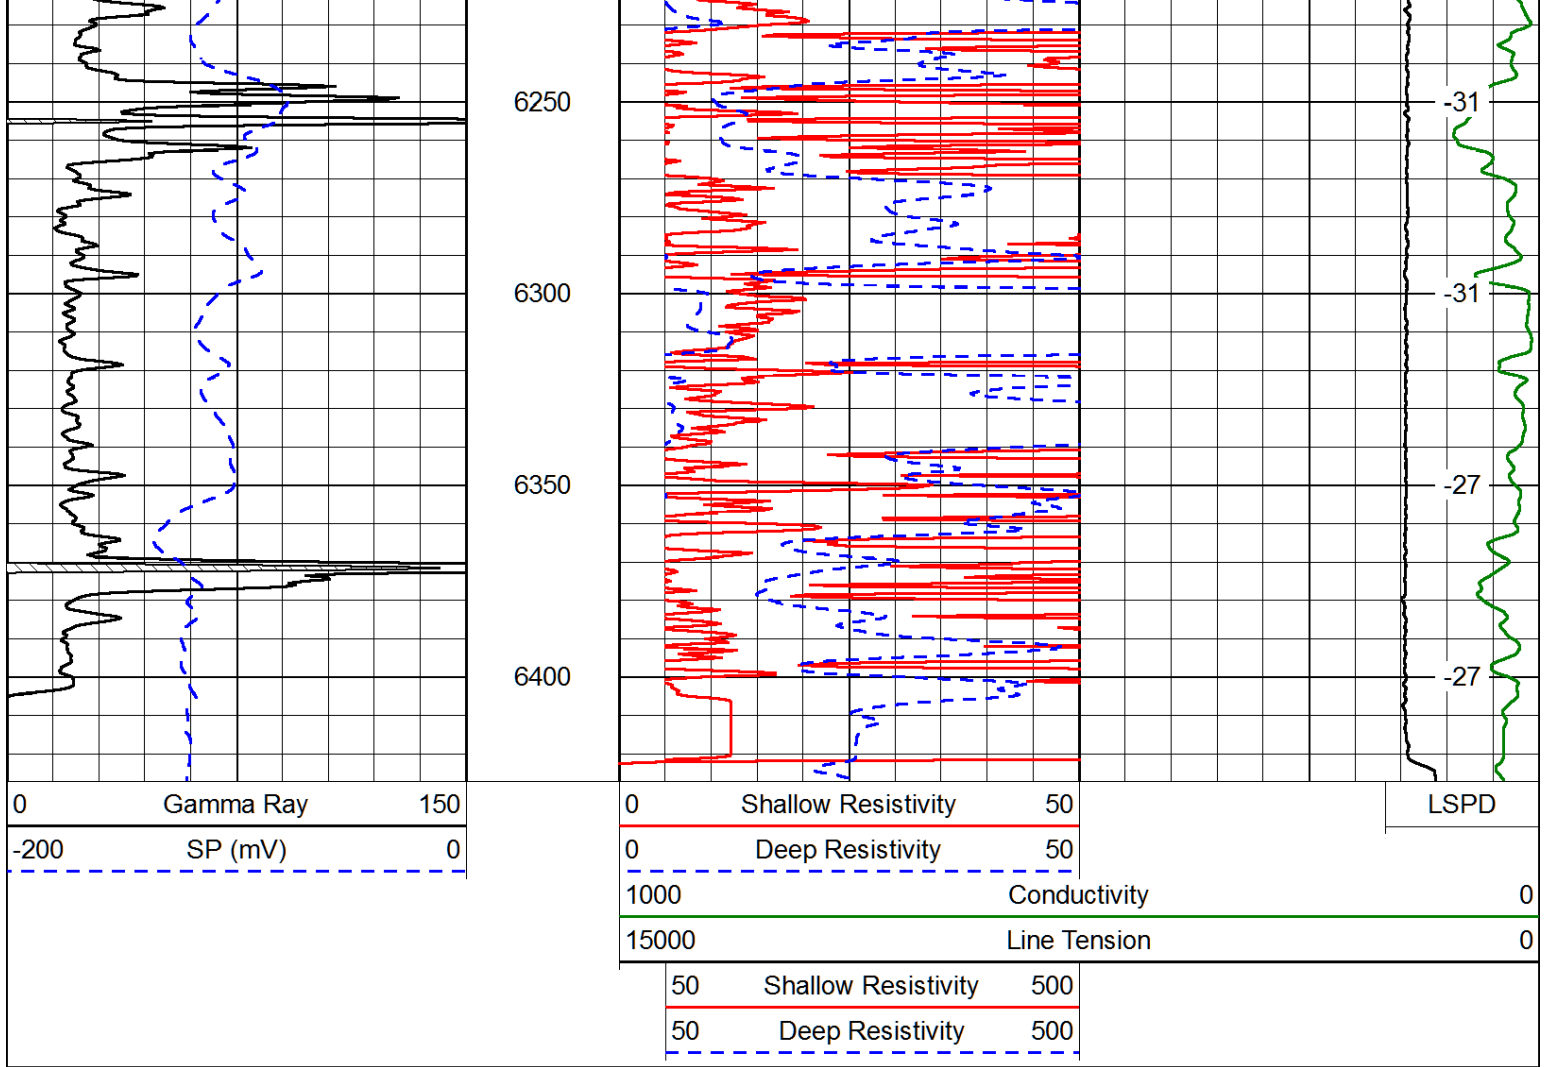 6250 -31
6300 -31
6350 -27
6400 -27
0 Gamma Ray 150 0 Shallow Resistivity 50 LSPD
-200 SP (mV) 0 0 Deep Resistivity 50
1000 Conductivity 0
15000 Line Tension 0
50 Shallow Resistivity 500
50 Deep Resistivity 500